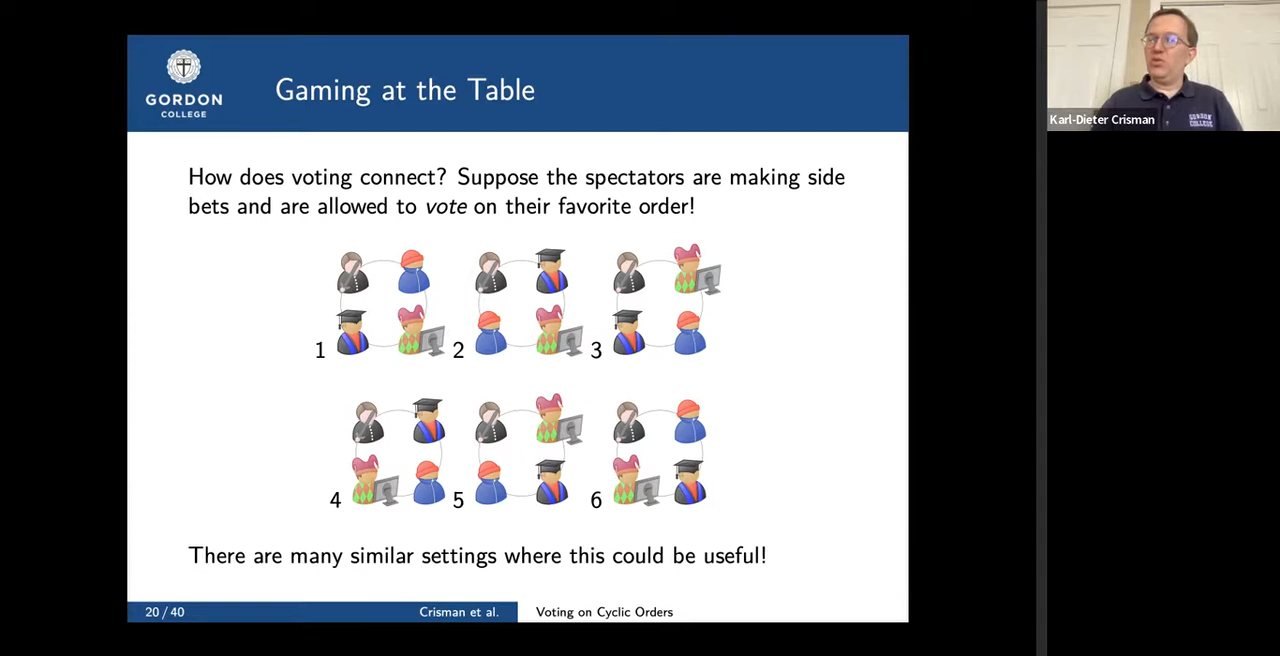 GORDON
COLLEGE
Gaming at the Table
Karl-Dieter Crisman
GORDON
COLLEGE
How does voting connect? Suppose the spectators are making side
bets and are allowed to vote on their favorite order!
1
2
3
4
5
6
There are many similar settings where this could be useful!
20 / 40
Crisman et al.
Voting on Cyclic Orders